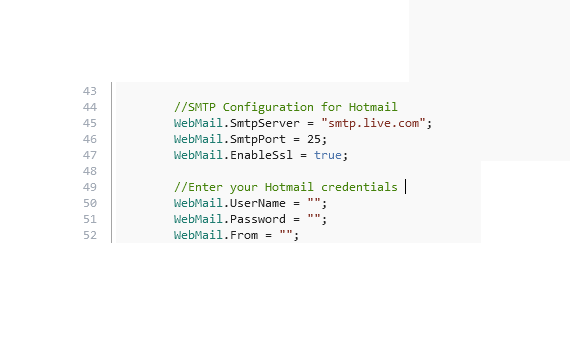 43
44 //SMTP Configuration for Hotmail
45 WebMail.SmtpServer = "smtp.live.com";
46 WebMail.SmtpPort = 25;
47 WebMail.EnableSsl = true;
48
49 //Enter your Hotmail credentials
50 WebMail.UserName = "";
51 WebMail.Password = "";
52 WebMail.From = "";